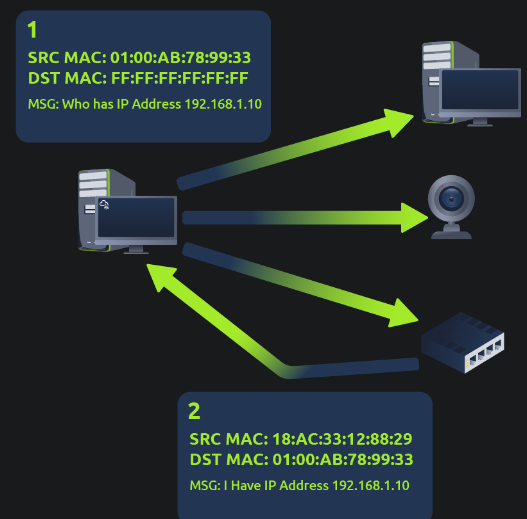 1
SRC MAC: 01:00:AB:78:99:33
DST MAC: FF:FF:FF:FF:FF:FF
MSG: Who has IP Address 192.168.1.10
2
SRC MAC: 18:AC:33:12:88:29
DST MAC: 01:00:AB:78:99:33
MSG: I Have IP Address 192.168.1.10